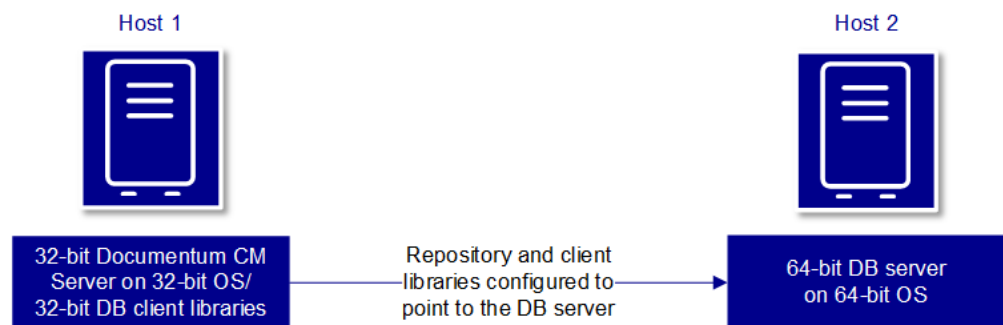 Host 1
Host 2
32-bit Documentum CM
Server on 32-bit OS/
32-bit DB client libraries
Repository and client
libraries configured to
point to the DB server
64-bit DB server
on 64-bit OS